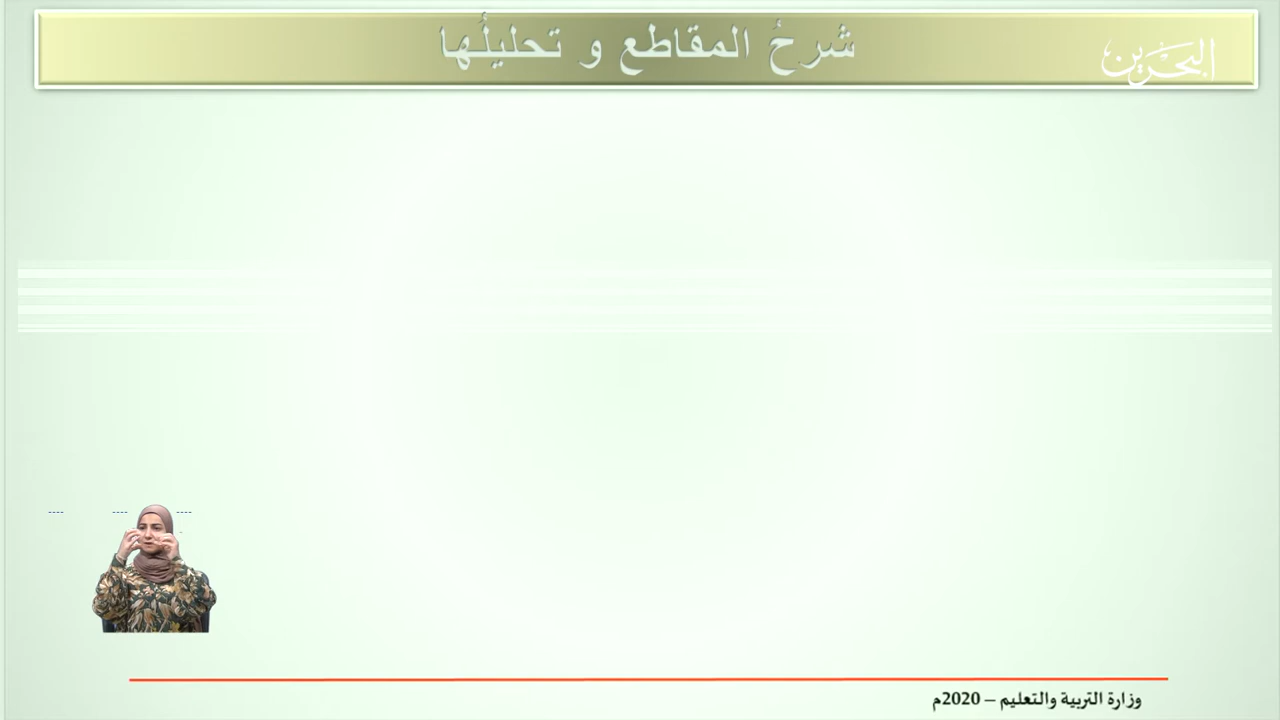 شرحُ المقاطع و تحليلُها
البحرين
وزارة التربية والتعليم – 2020م